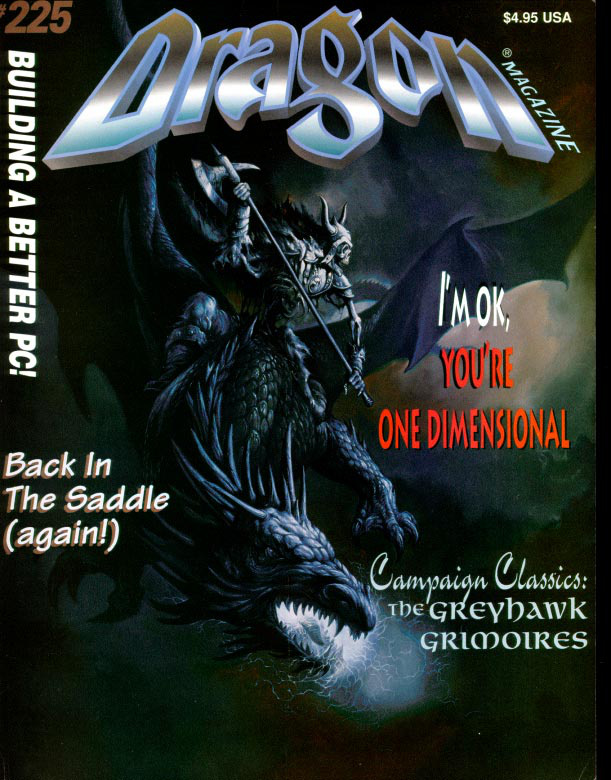 #225
$4.95 USA
Dragon®
MAGAZINE
BUILDING A BETTER PC!
I'M OK,
YOU'RE
ONE DIMENSIONAL
Back In
The Saddle
(again!)
Campaign Classics:
THE GREYHAWK
GRIMOIRES